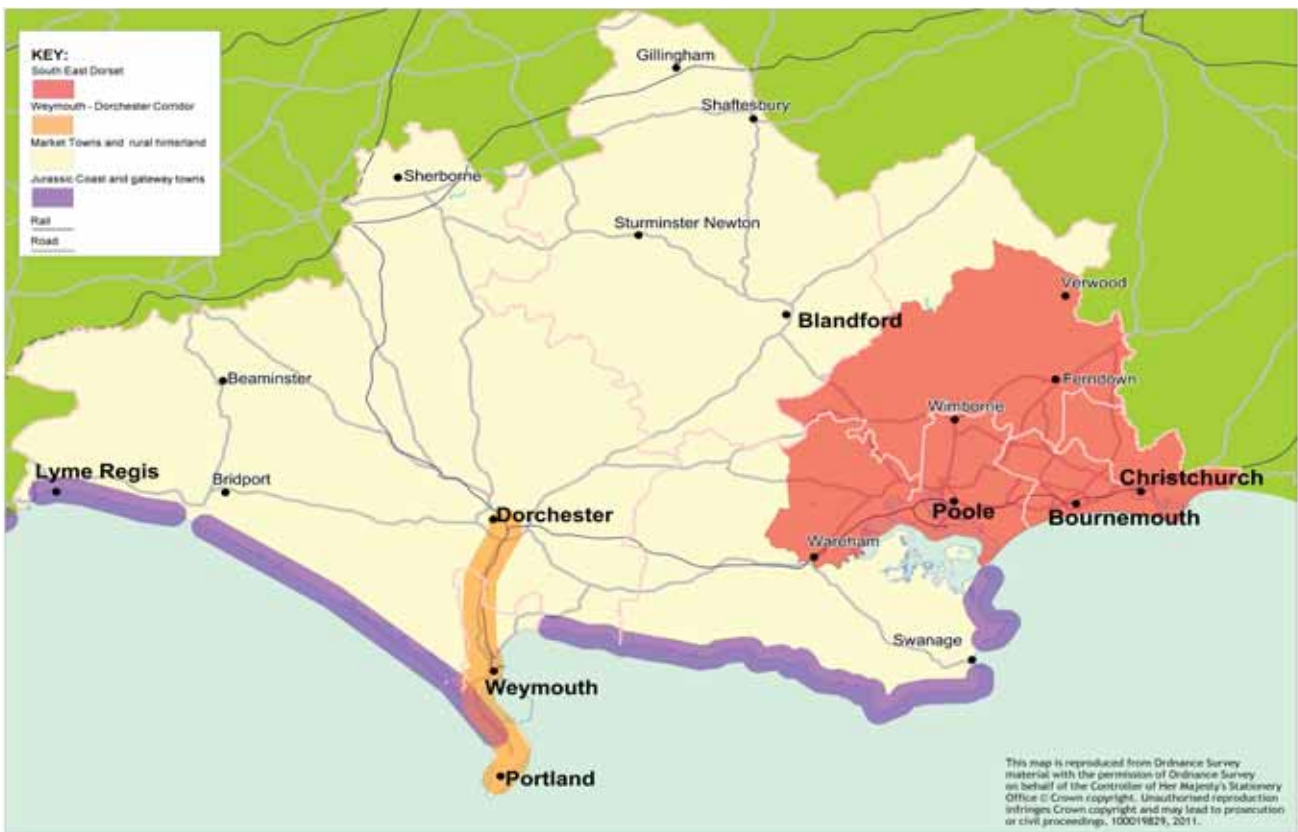 KEY:
South East Dorset
Weymouth - Dorchester Corridor
Market Towns and rural hinterland
Jurassic Coast and gateway towns
Rail
Road
Gillingham
Shaftesbury
Sherborne
Sturminster Newton
Verwood
Blandford
Beaminster
Ferndown
Wimborne
Lyme Regis
Bridport
Christchurch
Dorchester
Poole
Bournemouth
Wareham
Swanage
Weymouth
Portland
This map is reproduced from Ordnance Survey
material with the permission of Ordnance Survey
on behalf of the Controller of Her Majesty's Stationery
Office © Crown copyright. Unauthorised reproduction
infringes Crown copyright and may lead to prosecution
or civil proceedings. 100019829, 2011.